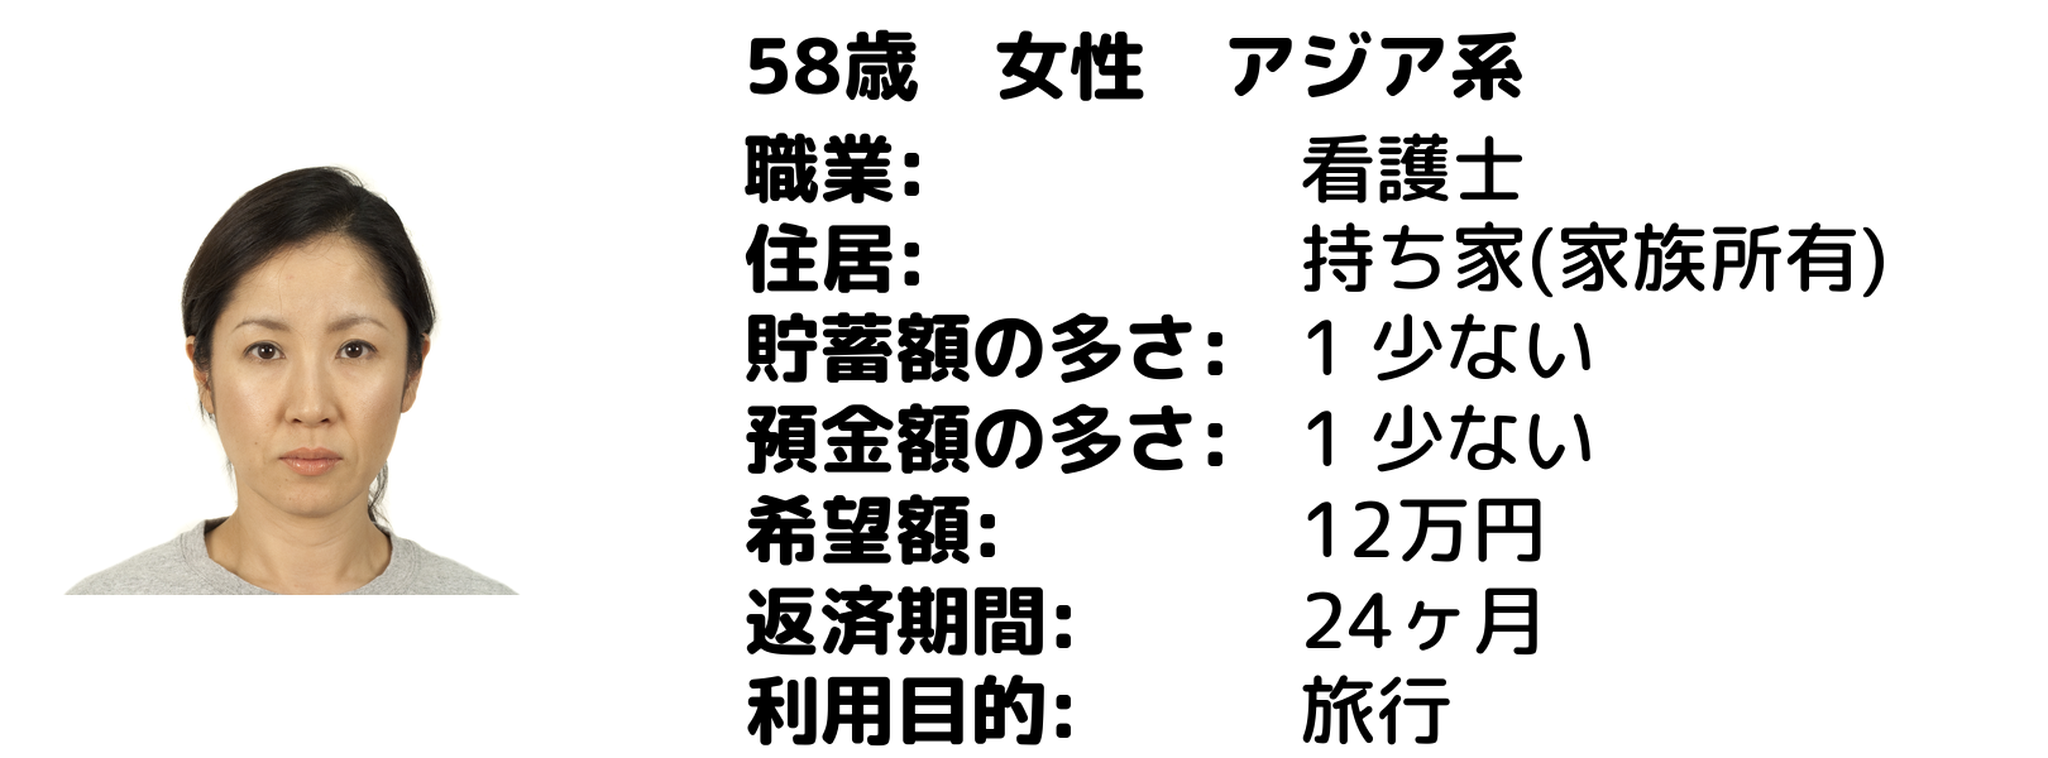 58歳　女性　アジア系
職業: 看護士
住居: 持ち家(家族所有)
貯蓄額の多さ: 1 少ない
預金額の多さ: 1 少ない
希望額: 12万円
返済期間: 24ヶ月
利用目的: 旅行